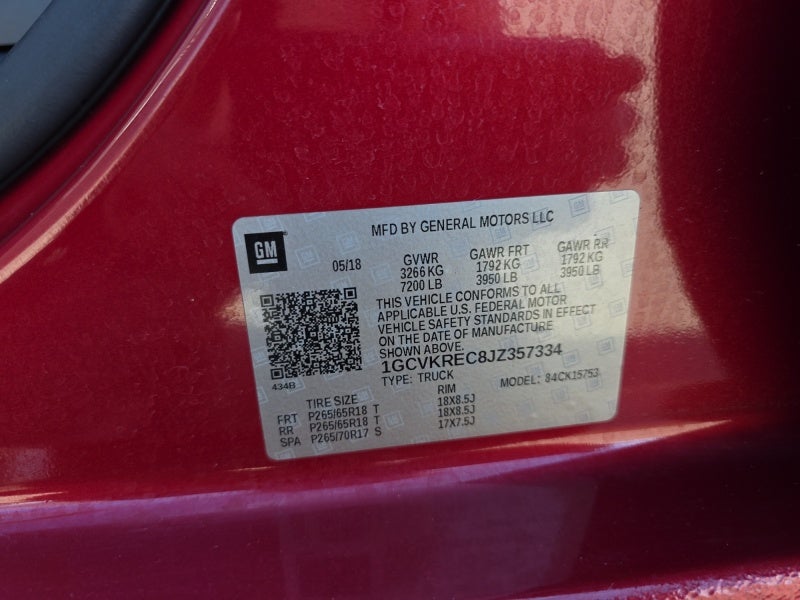 MFD BY GENERAL MOTORS LLC
GM
05/18 GVWR GAWR FRT GAWR RR
3266 KG 1792 KG 1792 KG
7200 LB 3950 LB 3950 LB
THIS VEHICLE CONFORMS TO ALL
APPLICABLE U.S. FEDERAL MOTOR
VEHICLE SAFETY STANDARDS IN EFFECT
ON THE DATE OF MANUFACTURE
SHOWN ABOVE.
1GCVKREC8JZ357334
434B
TYPE: TRUCK MODEL: 84CK15753
TIRE SIZE RIM
FRT P265/65R18 T 18X8.5J
RR P265/65R18 T 18X8.5J
SPA P265/70R17 S 17X7.5J